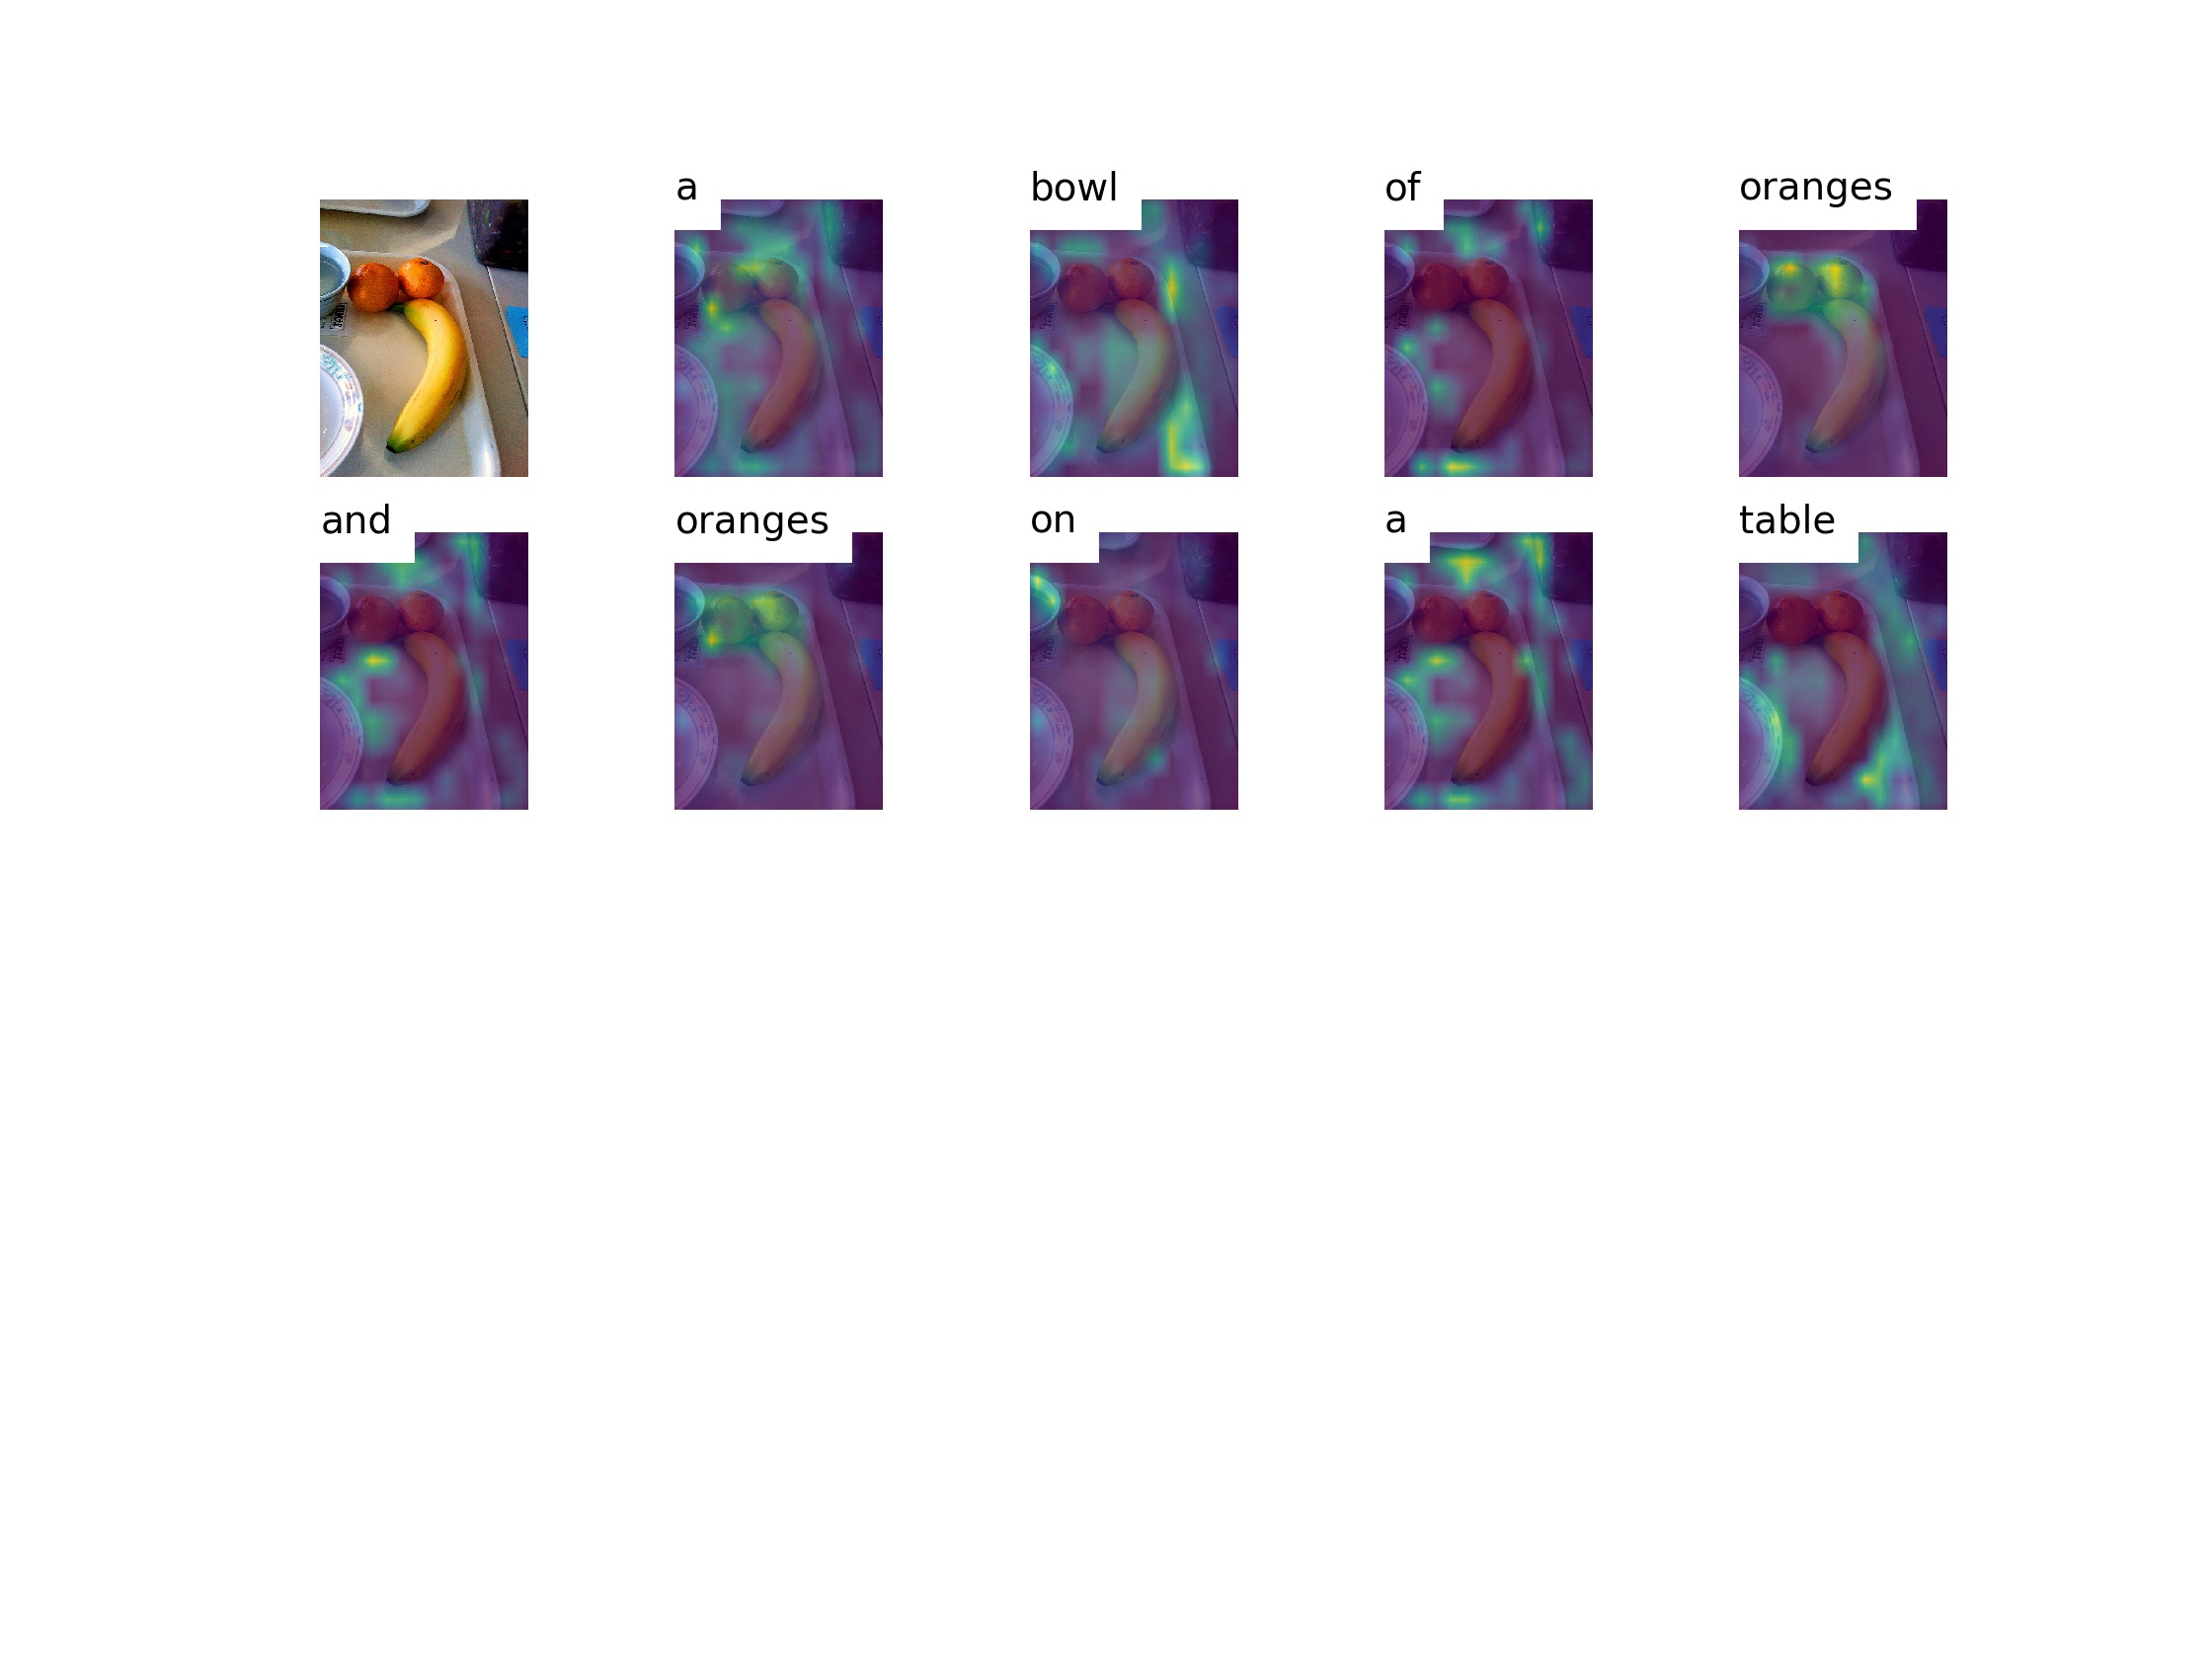 a
bowl
of
oranges
and
oranges
on
a
table